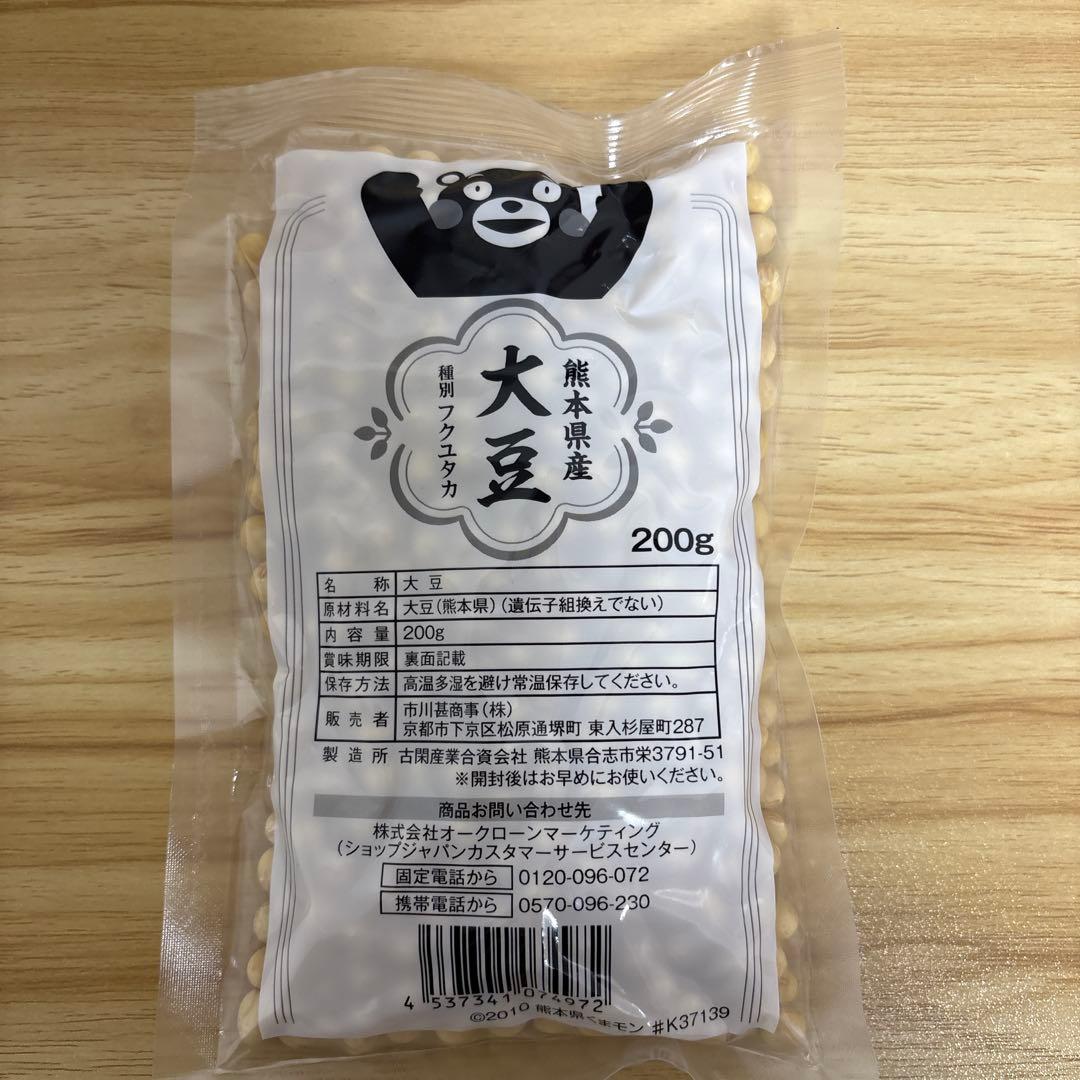 熊本県産
大豆
種別 フクユタカ
200g
名称 大豆
原材料名 大豆(熊本県)(遺伝子組換えでない)
内容量 200g
賞味期限 裏面記載
保存方法 高温多湿を避け常温保存してください。
販売者 市川甚商事(株)
京都市下京区松原通堺町 東入杉屋町287
製造所 古閑産業合資会社 熊本県合志市栄3791-51
※開封後はお早めにお使いください。
商品お問い合わせ先
株式会社オークローンマーケティング
(ショップジャパンカスタマーサービスセンター)
固定電話から 0120-096-072
携帯電話から 0570-096-230
4 537341 074972
©2010 熊本県くまモン #K37139